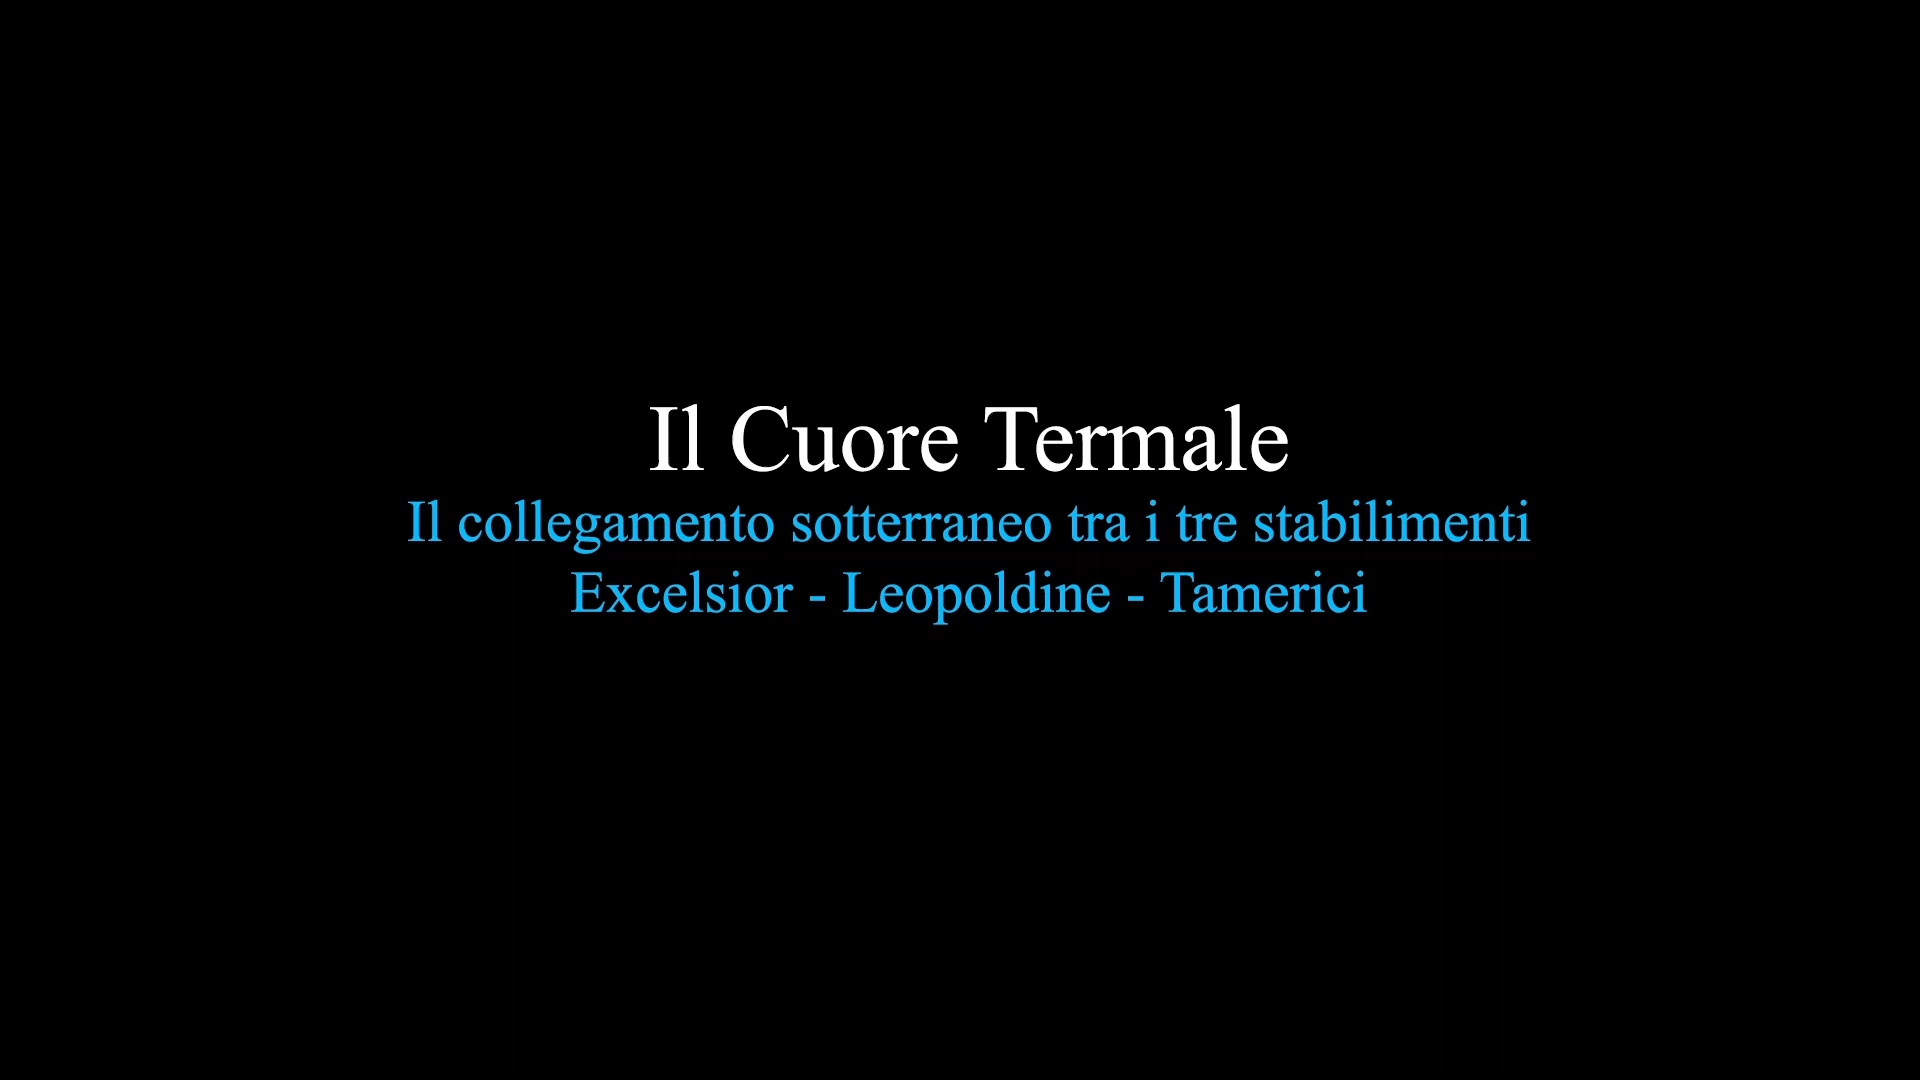 Il Cuore Termale
Il collegamento sotterraneo tra i tre stabilimenti
Excelsior - Leopoldine - Tamerici